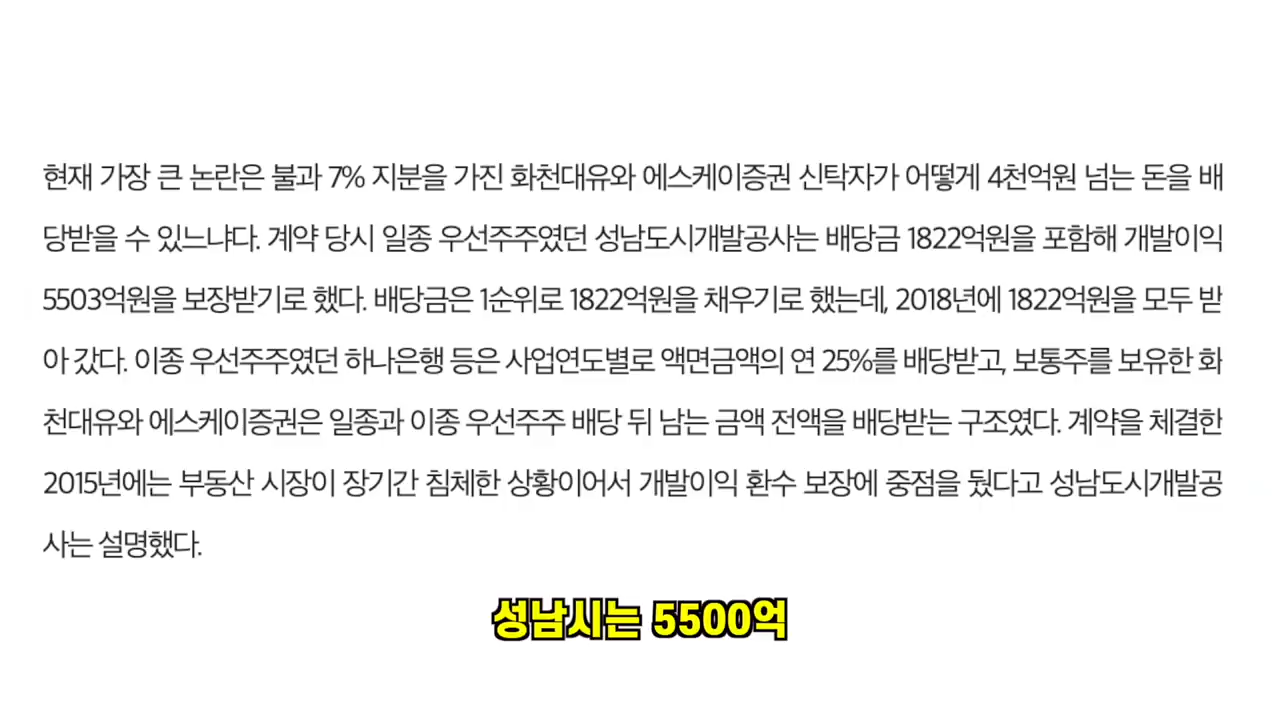 현재 가장 큰 논란은 불과 7% 지분을 가진 화천대유와 에스케이증권 신탁자가 어떻게 4천억원 넘는 돈을 배
당받을 수 있느냐다. 계약 당시 일종 우선주주였던 성남도시개발공사는 배당금 1822억원을 포함해 개발이익
5503억원을 보장받기로 했다. 배당금은 1순위로 1822억원을 채우기로 했는데, 2018년에 1822억원을 모두 받
아 갔다. 이종 우선주주였던 하나은행 등은 사업연도별로 액면금액의 연 25%를 배당받고, 보통주를 보유한 화
천대유와 에스케이증권은 일종과 이종 우선주주 배당 뒤 남는 금액 전액을 배당받는 구조였다. 계약을 체결한
2015년에는 부동산 시장이 장기간 침체한 상황이어서 개발이익 환수 보장에 중점을 뒀다고 성남도시개발공
사는 설명했다.
성남시는 5500억